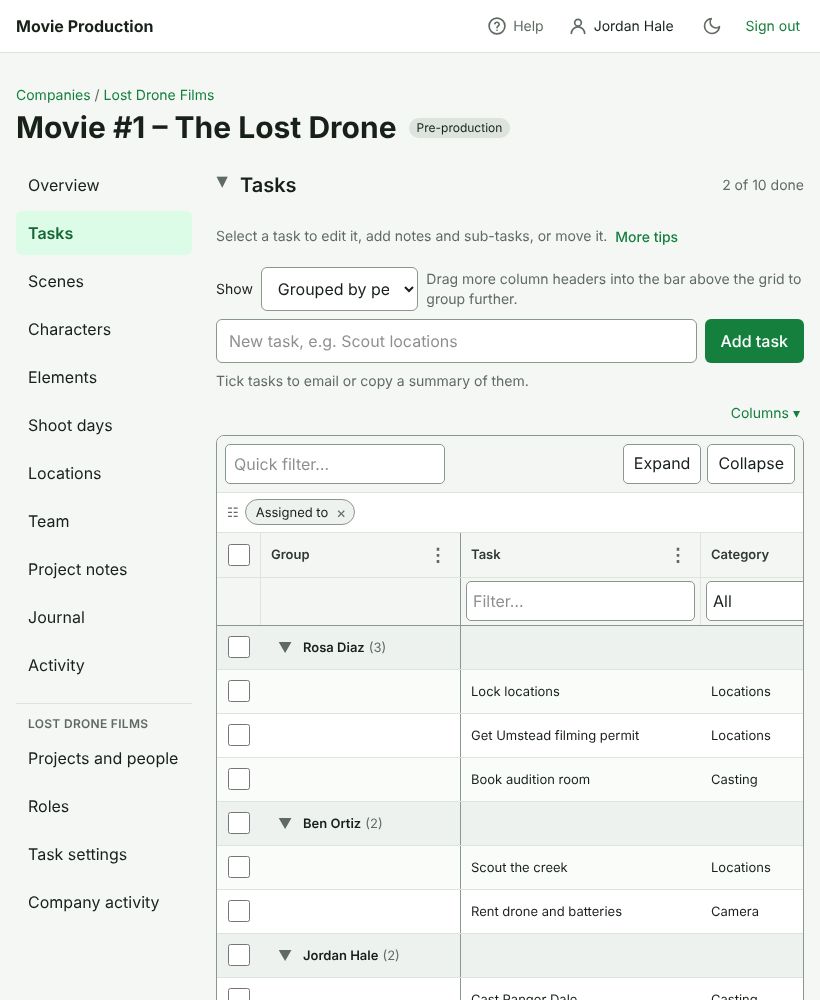 Movie Production
Help
Jordan Hale
Sign out
Companies / Lost Drone Films
Movie #1 – The Lost Drone
Pre-production
Overview
Tasks
Scenes
Characters
Elements
Shoot days
Locations
Team
Project notes
Journal
Activity
LOST DRONE FILMS
Projects and people
Roles
Task settings
Company activity
▼ Tasks
2 of 10 done
Select a task to edit it, add notes and sub-tasks, or move it. More tips
Show
Grouped by pe
Drag more column headers into the bar above the grid to
group further.
New task, e.g. Scout locations
Add task
Tick tasks to email or copy a summary of them.
Columns ▾
Quick filter...
Expand
Collapse
Assigned to ×
Group
Task
Category
Filter...
All
▼ Rosa Diaz (3)
Lock locations
Locations
Get Umstead filming permit
Locations
Book audition room
Casting
▼ Ben Ortiz (2)
Scout the creek
Locations
Rent drone and batteries
Camera
▼ Jordan Hale (2)
Cast Ranger Dale
Casting